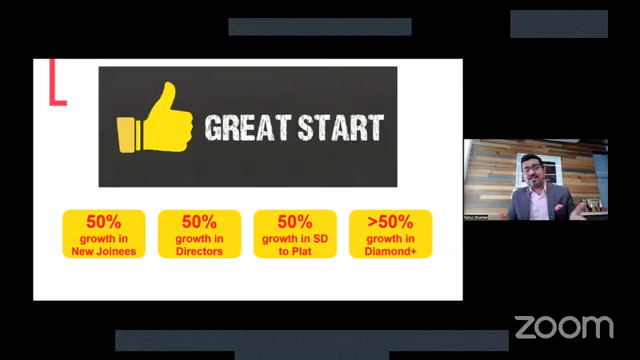 GREAT START
50%
growth in
New Joinees
50%
growth in
Directors
50%
growth in SD
to Plat
>50%
growth in
Diamond+
zoom